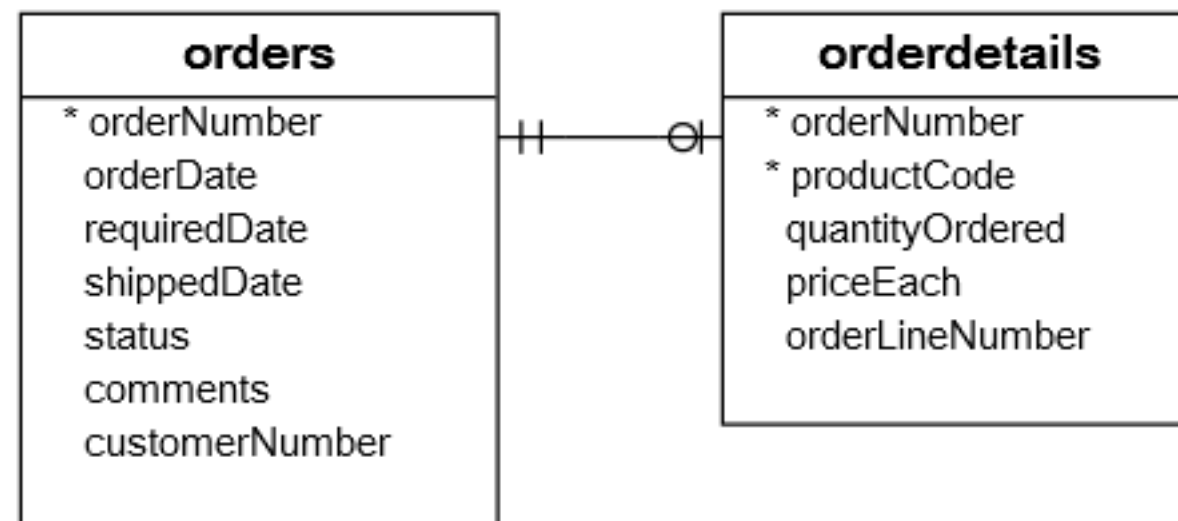 orders
* orderNumber
orderDate
requiredDate
shippedDate
status
comments
customerNumber
orderdetails
* orderNumber
* productCode
quantityOrdered
priceEach
orderLineNumber